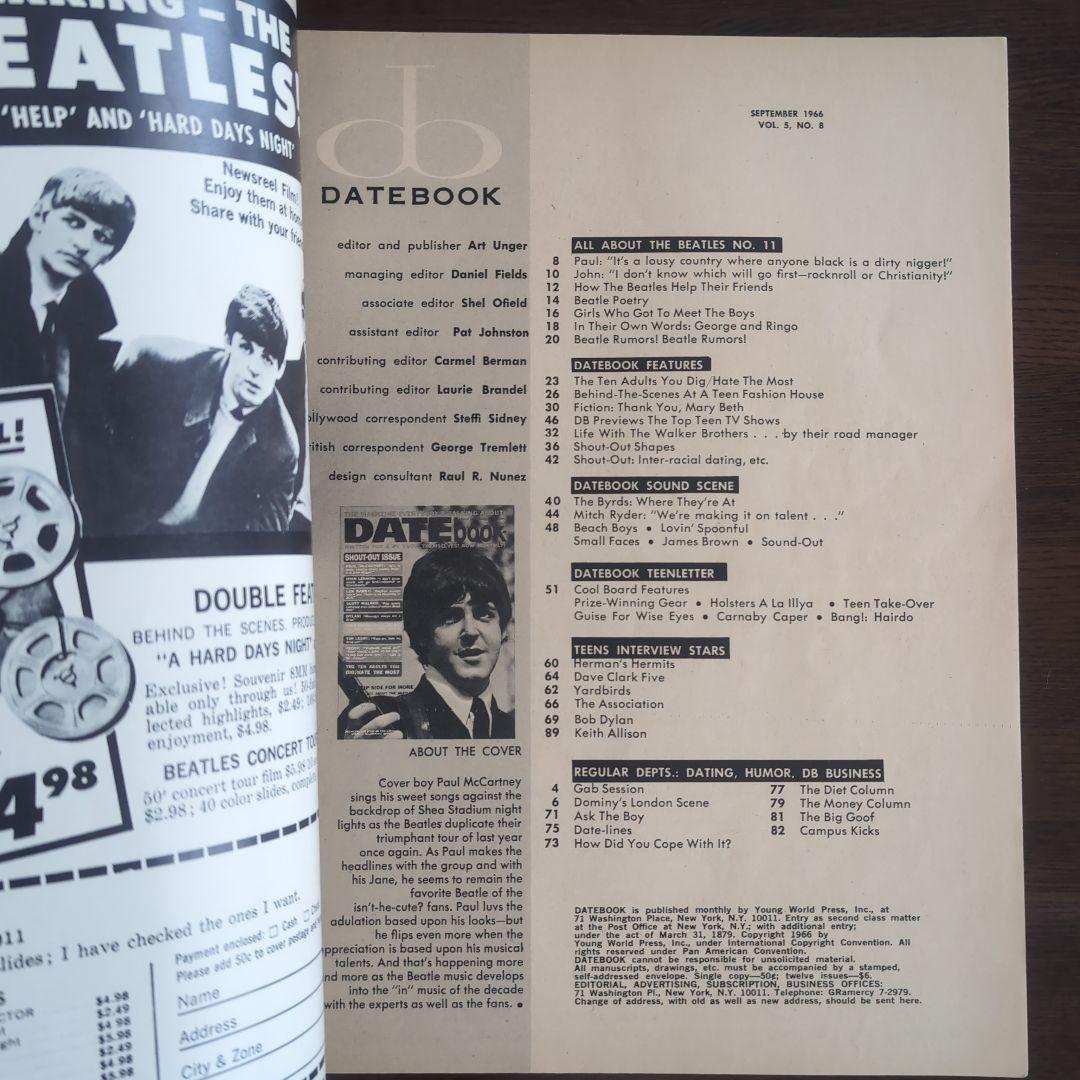 – THE
EATLES
'HELP' AND 'HARD DAYS NIGHT'
Newsreel Film
Enjoy them at
Share with your
DOUBLE
BEHIND THE SCENES,
"A HARD DAYS NIGHT"
Exclusive! Souvenir 8MM
able only through us!
lected highlights, $2.49;
enjoyment, $4.98.
BEATLES CONCERT
50' concert tour film $5.98
$2.98; 40 color slides,
4.98
I have checked the ones I want.
Payment enclosed: □ Cash □
Please add 50c to cover postage
Name
Address
City & Zone
$4.98
$2.49
$4.98
$5.98
$2.49
$4.98
$5.98
db
DATEBOOK
editor and publisher Art Unger
managing editor Daniel Fields
associate editor Shel Ofield
assistant editor Pat Johnston
contributing editor Carmel Berman
contributing editor Laurie Brandel
ollywood correspondent Steffi Sidney
ritish correspondent George Tremlett
design consultant Raul R. Nunez
DATEBOOK
SHOUT-OUT ISSUE
THE TEN ADULTS YOU
DIG/HATE THE MOST
ABOUT THE COVER
Cover boy Paul McCartney
sings his sweet songs against the
backdrop of Shea Stadium night
lights as the Beatles duplicate their
triumphant tour of last year
once again. As Paul makes the
headlines with the group and with
his Jane, he seems to remain the
favorite Beatle of the
isn't-he-cute? fans. Paul luvs the
adulation based upon his looks—but
he flips even more when the
ppreciation is based upon his musical
talents. And that's happening more
nd more as the Beatle music develops
into the "in" music of the decade
with the experts as well as the fans. •
SEPTEMBER 1966
VOL. 5, NO. 8
ALL ABOUT THE BEATLES NO. 11
8 Paul: "It's a lousy country where anyone black is a dirty nigger!"
10 John: "I don't know which will go first—rocknroll or Christianity!"
12 How The Beatles Help Their Friends
14 Beatle Poetry
16 Girls Who Got To Meet The Boys
18 In Their Own Words: George and Ringo
20 Beatle Rumors! Beatle Rumors!
DATEBOOK FEATURES
23 The Ten Adults You Dig/Hate The Most
26 Behind-The-Scenes At A Teen Fashion House
30 Fiction: Thank You, Mary Beth
46 DB Previews The Top Teen TV Shows
32 Life With The Walker Brothers . . . by their road manager
36 Shout-Out Shapes
42 Shout-Out: Inter-racial dating, etc.
DATEBOOK SOUND SCENE
40 The Byrds: Where They're At
44 Mitch Ryder: "We're making it on talent . . ."
48 Beach Boys • Lovin' Spoonful
Small Faces • James Brown • Sound-Out
DATEBOOK TEENLETTER
51 Cool Board Features
Prize-Winning Gear • Holsters A La Illya • Teen Take-Over
Guise For Wise Eyes • Carnaby Caper • Bang!: Hairdo
TEENS INTERVIEW STARS
60 Herman's Hermits
64 Dave Clark Five
62 Yardbirds
66 The Association
69 Bob Dylan
89 Keith Allison
REGULAR DEPTS.: DATING, HUMOR, DB BUSINESS
4 Gab Session 77 The Diet Column
6 Dominy's London Scene 79 The Money Column
71 Ask The Boy 81 The Big Goof
75 Date-lines 82 Campus Kicks
73 How Did You Cope With It?
DATEBOOK is published monthly by Young World Press, Inc., at
71 Washington Place, New York, N.Y. 10011. Entry as second class matter
at the Post Office at New York, N.Y.; with additional entry;
under the act of March 31, 1879. Copyright 1966 by
Young World Press, Inc., under International Copyright Convention. All
rights reserved under Pan American Convention.
DATEBOOK cannot be responsible for unsolicited material.
All manuscripts, drawings, etc. must be accompanied by a stamped,
self-addressed envelope. Single copy—50¢; twelve issues—$6.
EDITORIAL, ADVERTISING, SUBSCRIPTION, BUSINESS OFFICES:
71 Washington Pl., New York, N.Y. 10011. Telephone: GRamercy 7-2979.
Change of address, with old as well as new address, should be sent here.